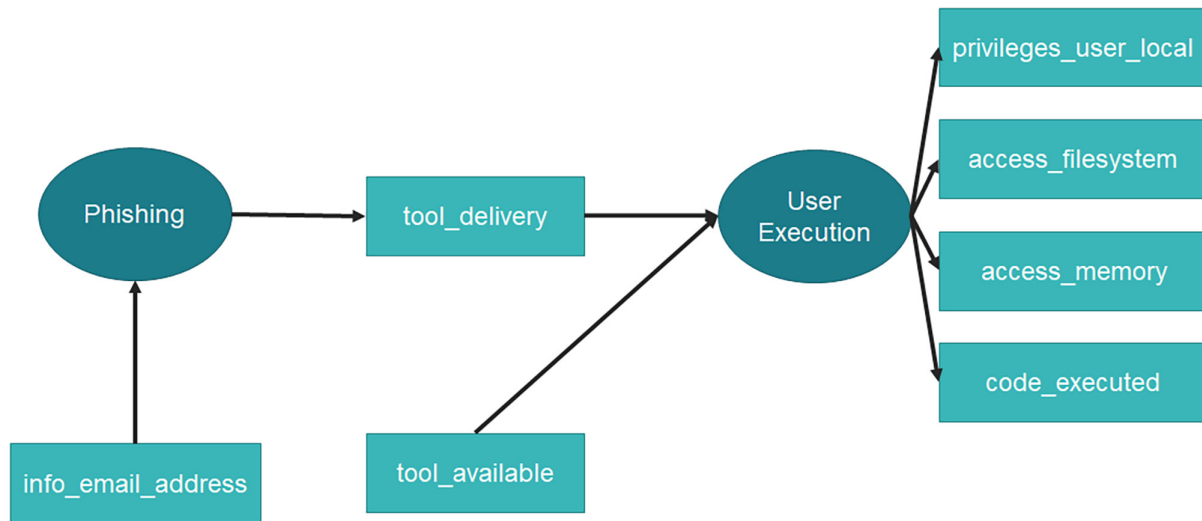 privileges_user_local
access_filesystem
Phishing
tool_delivery
User
Execution
access_memory
code_executed
info_email_address
tool_available